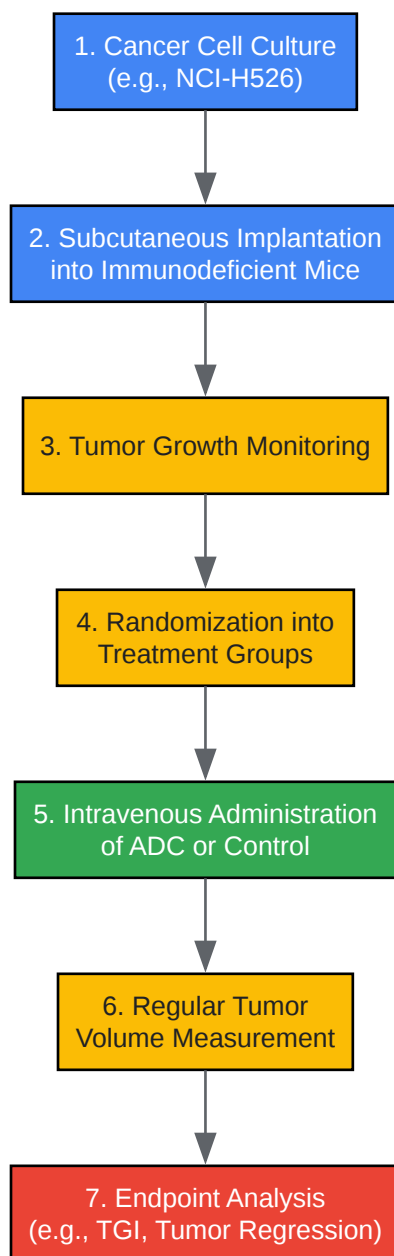 1. Cancer Cell Culture
(e.g., NCI-H526)
2. Subcutaneous Implantation
into Immunodeficient Mice
3. Tumor Growth Monitoring
4. Randomization into
Treatment Groups
5. Intravenous Administration
of ADC or Control
6. Regular Tumor
Volume Measurement
7. Endpoint Analysis
(e.g., TGI, Tumor Regression)